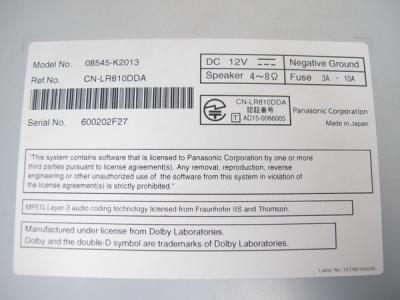 Model No. 08545-K2013
Ref.No. CN-LR810DDA
Serial No. 600202F27
DC 12V Negative Ground
Speaker 4~8Ω Fuse 3A · 10A
CN-LR810DDA
認証番号
T AD15-0066005
Panasonic Corporation
Made in Japan
"This system contains software that is licensed to Panasonic Corporation by one or more
third parties pursuant to license agreement(s). Any removal, reproduction, reverse
engineering or other unauthorized use of the software from this system in violation of
the license agreement(s) is strictly prohibited."
MPEG Layer-3 audio coding technology licensed from Fraunhofer IIS and Thomson.
Manufactured under license from Dolby Laboratories.
Dolby and the double-D symbol are trademarks of Dolby Laboratories.
Label No.